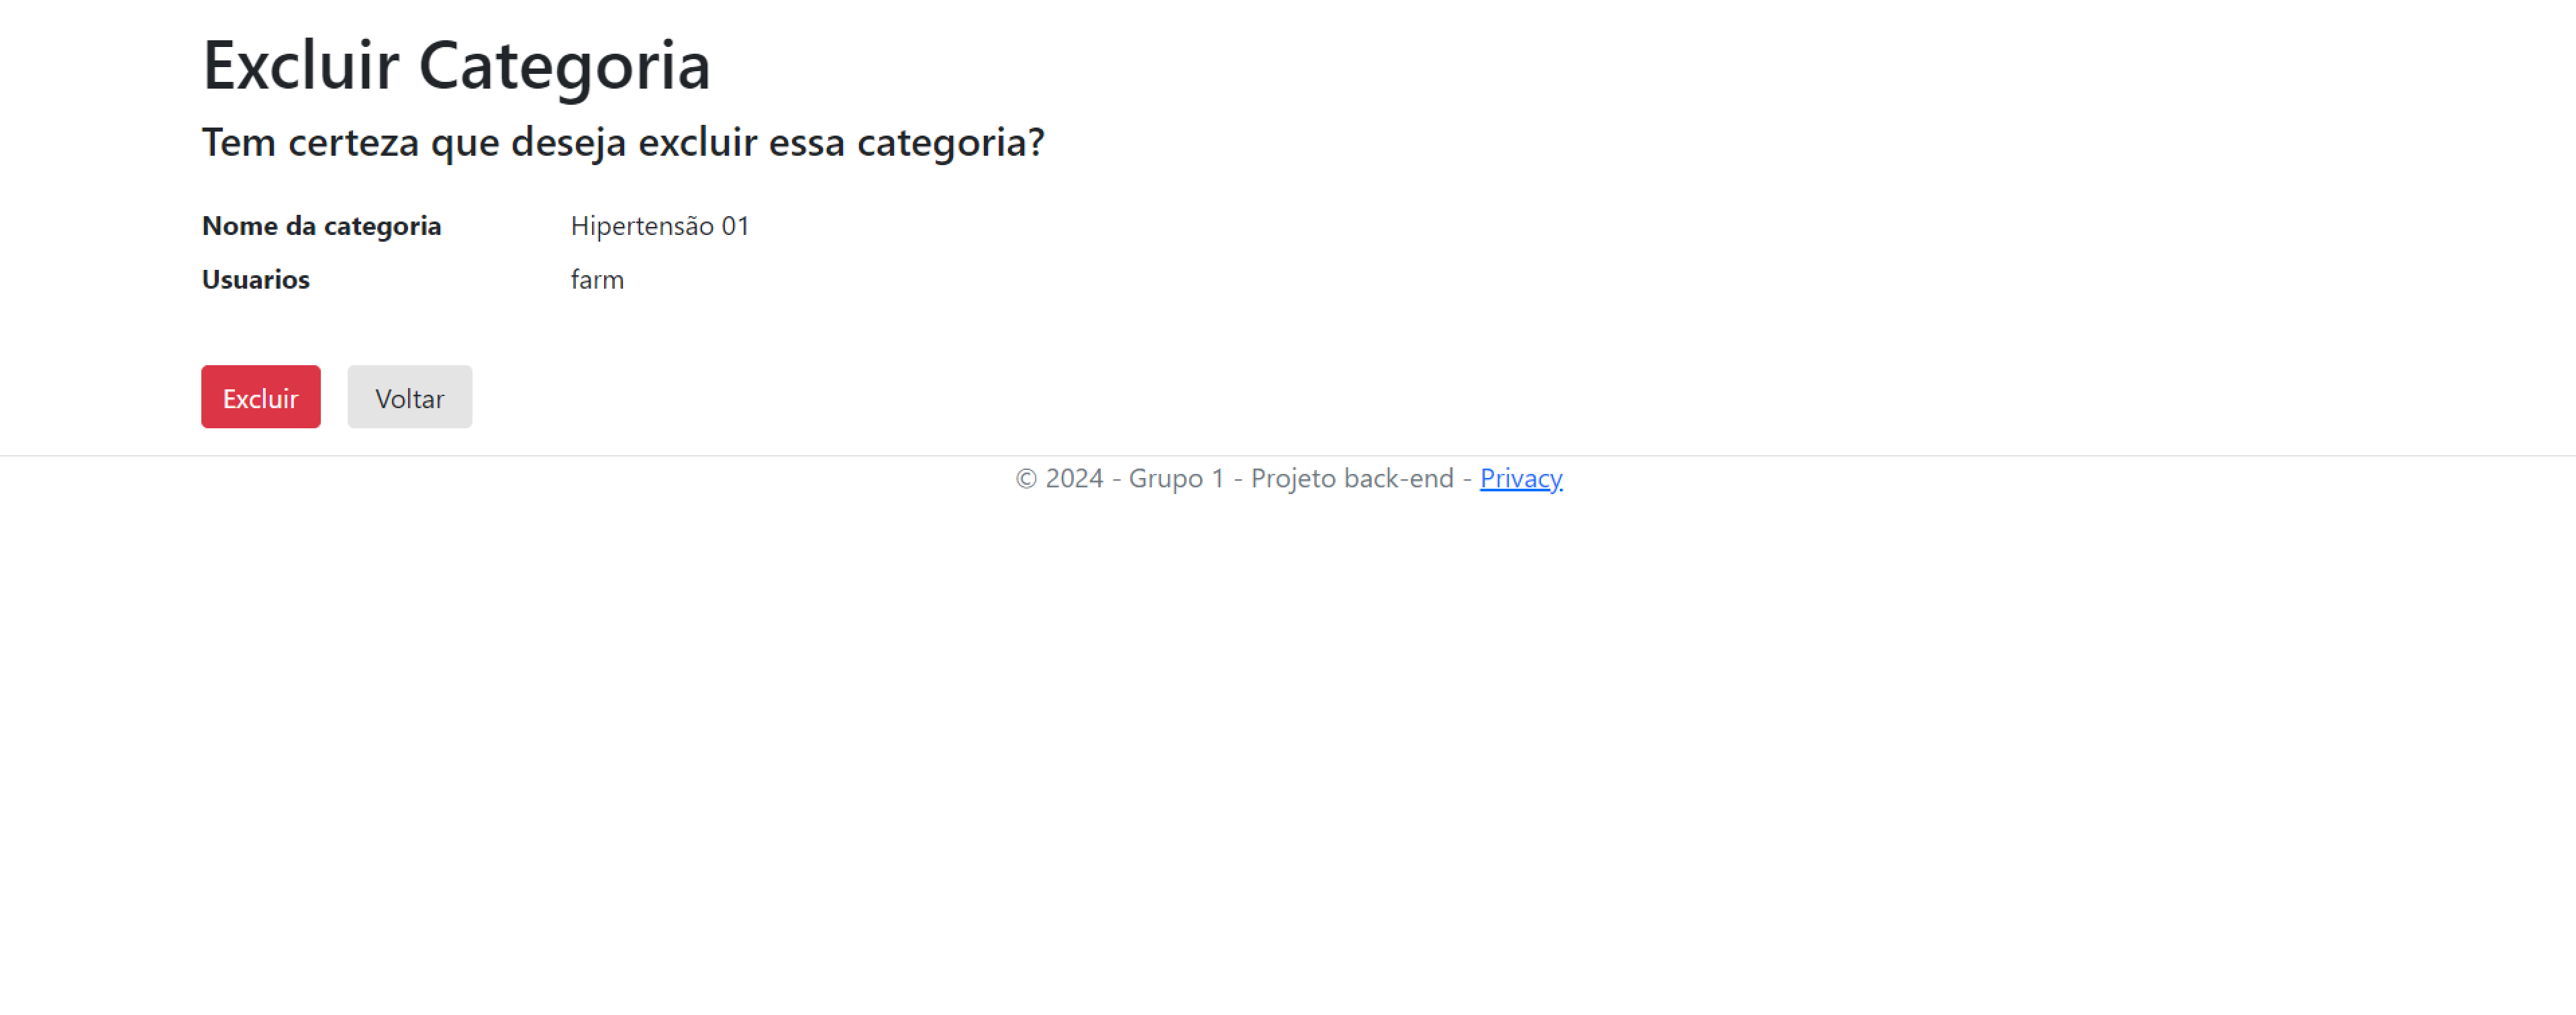 Excluir Categoria
Tem certeza que deseja excluir essa categoria?
Nome da categoria Hipertensão 01
Usuarios farm
Excluir Voltar
© 2024 - Grupo 1 - Projeto back-end - Privacy